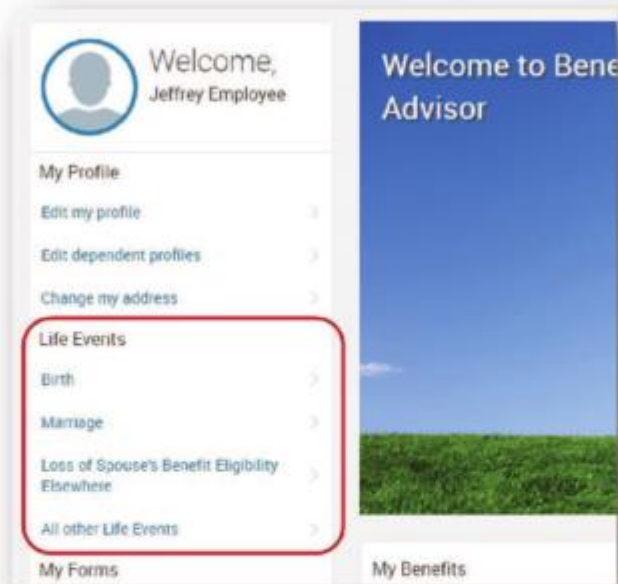 Welcome,
Jeffrey Employee
My Profile
Edit my profile
Edit dependent profiles
Change my address
Life Events
Birth
Marriage
Loss of Spouse's Benefit Eligibility
Elsewhere
All other Life Events
My Forms
Welcome to Bene
Advisor
My Benefits